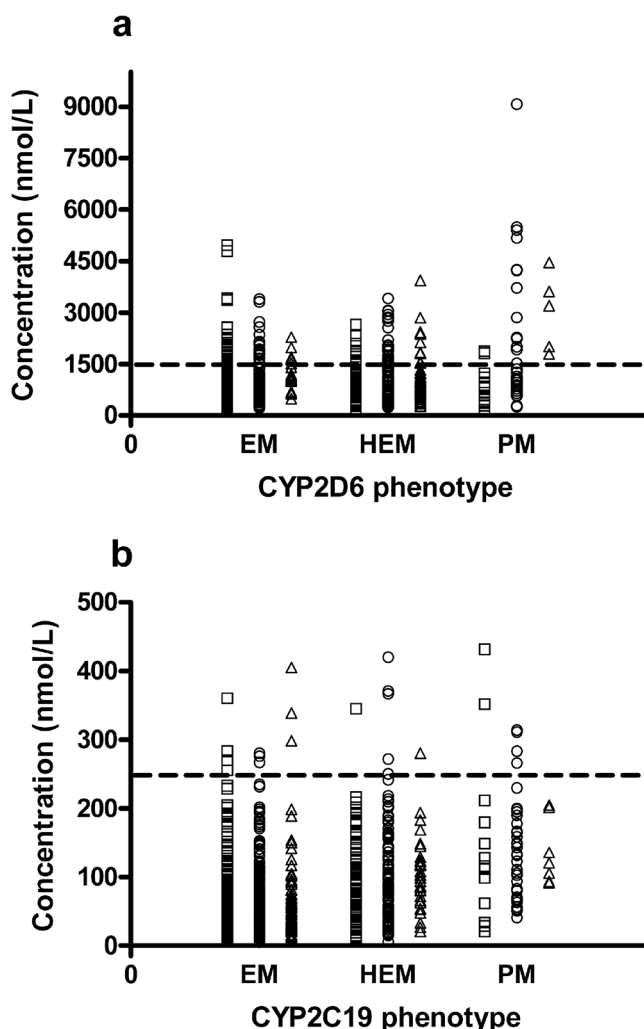 a
Concentration (nmol/L)
9000
7500
6000
4500
3000
1500
0
0 EM HEM PM
CYP2D6 phenotype
b
Concentration (nmol/L)
500
400
300
200
100
0
0 EM HEM PM
CYP2C19 phenotype